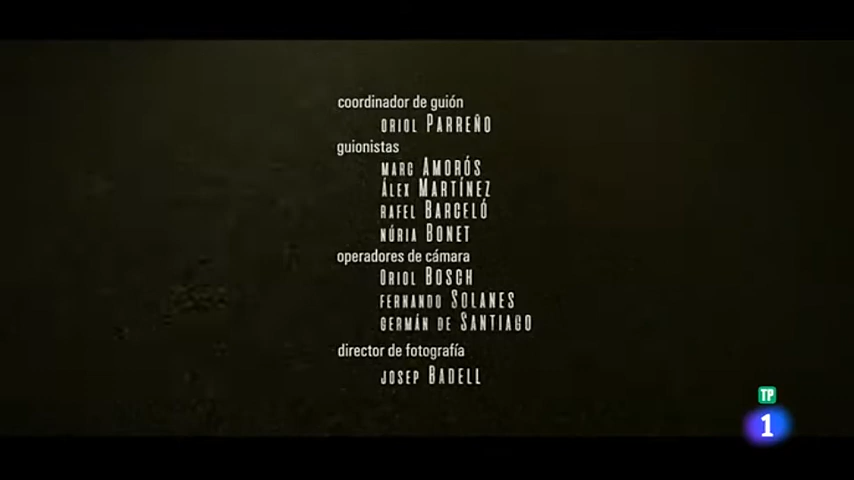 coordinador de guión
ORIOL PARREÑO
guionistas
MARC AMORÓS
ÁLEX MARTÍNEZ
RAFEL BARCELÓ
NÚRIA BONET
operadores de cámara
ORIOL BOSCH
FERNANDO SOLANES
GERMÁN DE SANTIAGO
director de fotografía
JOSEP BADELL
TP
1